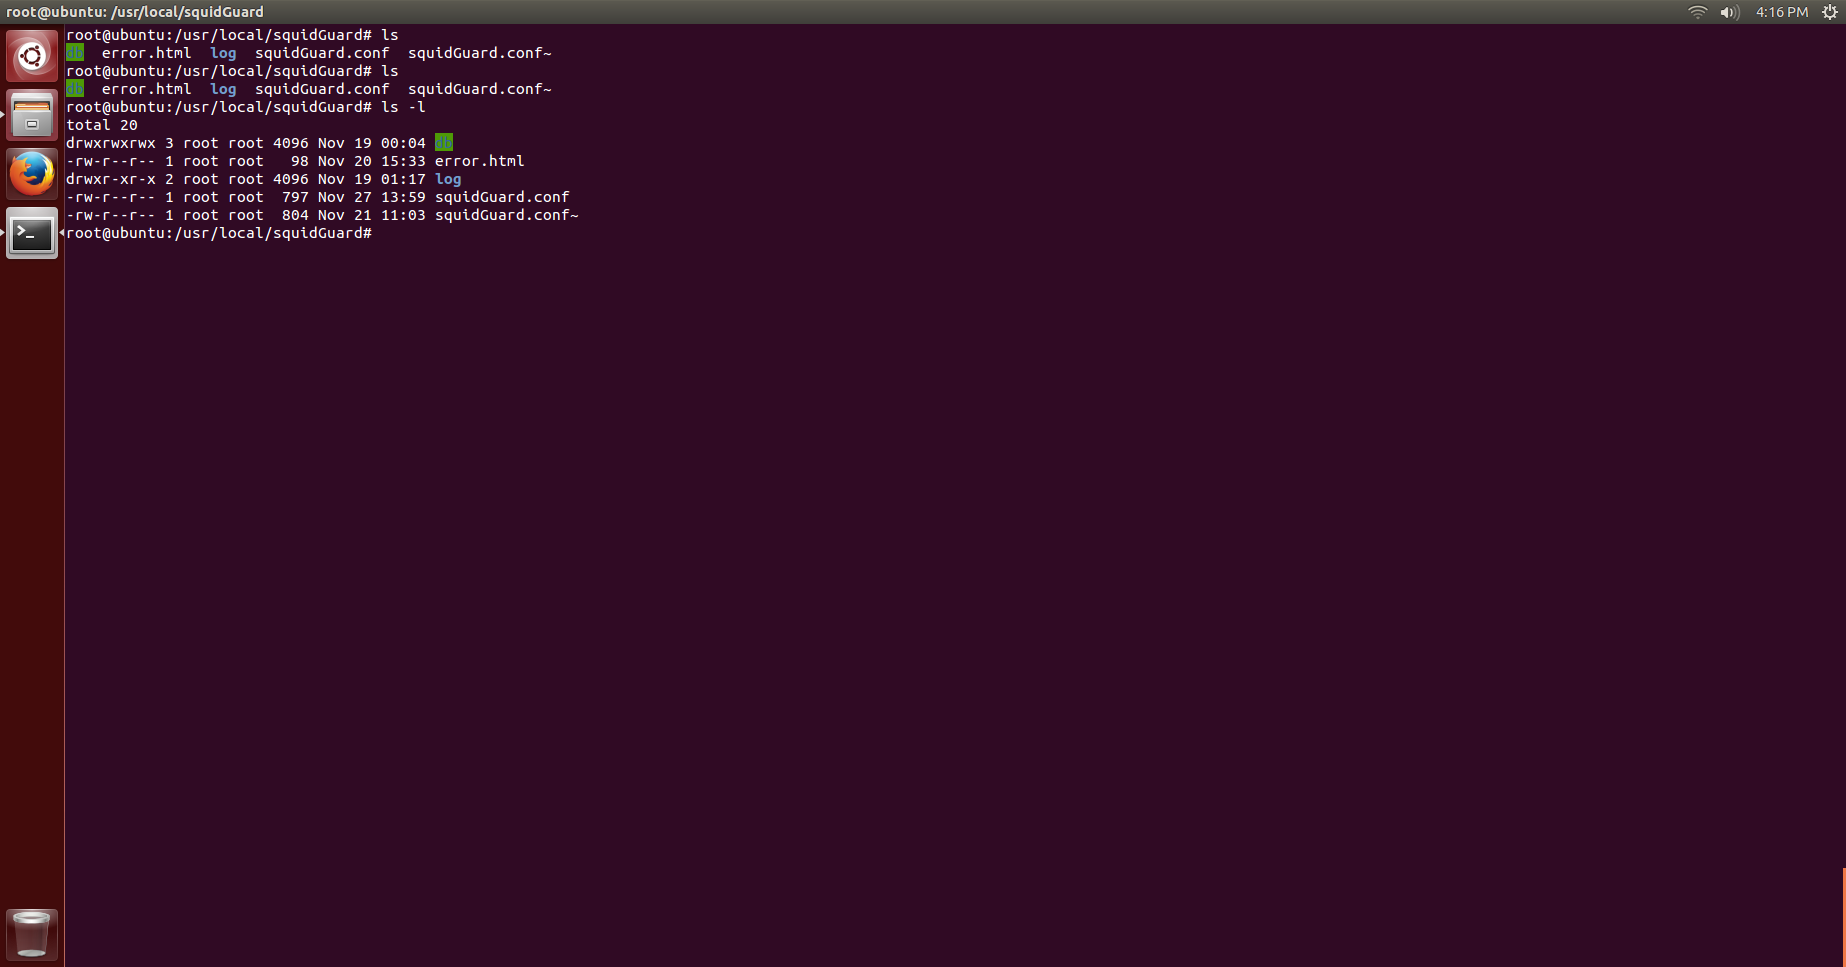 root@ubuntu: /usr/local/squidGuard
4:16 PM
root@ubuntu:/usr/local/squidGuard# ls
db  error.html  log  squidGuard.conf  squidGuard.conf~
root@ubuntu:/usr/local/squidGuard# ls
db  error.html  log  squidGuard.conf  squidGuard.conf~
root@ubuntu:/usr/local/squidGuard# ls -l
total 20
drwxrwxrwx 3 root root 4096 Nov 19 00:04 db
-rw-r--r-- 1 root root   98 Nov 20 15:33 error.html
drwxr-xr-x 2 root root 4096 Nov 19 01:17 log
-rw-r--r-- 1 root root  797 Nov 27 13:59 squidGuard.conf
-rw-r--r-- 1 root root  804 Nov 21 11:03 squidGuard.conf~
root@ubuntu:/usr/local/squidGuard#